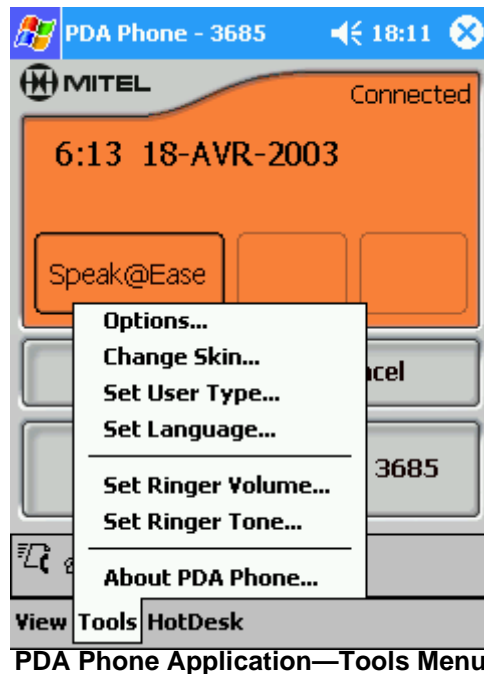 PDA Phone - 3685 18:11
MITEL
Connected
6:13 18-AVR-2003
Speak@Ease
Options...
Change Skin...
Set User Type...
Set Language...
Set Ringer Volume...
Set Ringer Tone...
About PDA Phone...
3685
View Tools HotDesk
PDA Phone Application—Tools Menu